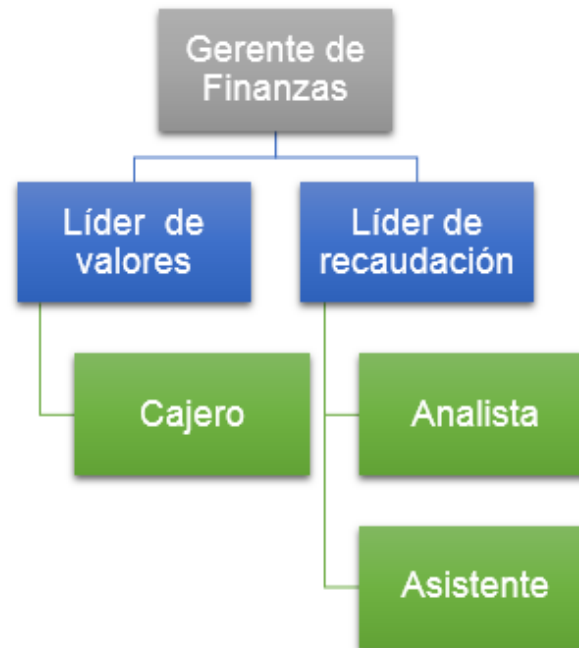 Gerente de
Finanzas
Líder de
valores
Líder de
recaudación
Cajero
Analista
Asistente